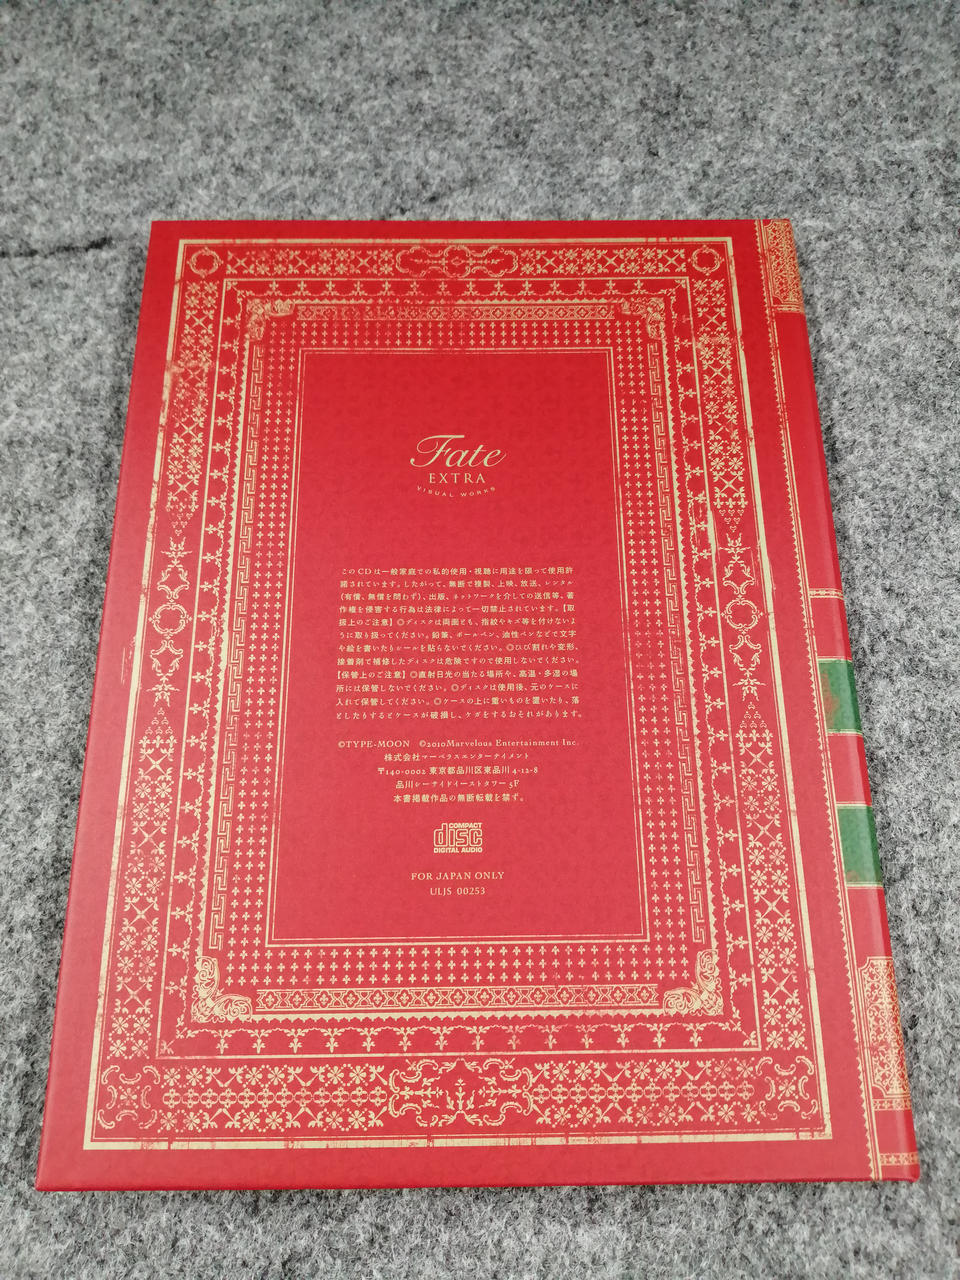 Fate
EXTRA
VISUAL WORKS
このCDは一般家庭での私的使用・視聴に用途を限って使用許
諾されています。したがって、無断で複製、上映、放送、レンタル
(有償、無償を問わず)、出版、ネットワークを介しての送信等、著
作権を侵害する行為は法律によって一切禁止されています。【取
扱上のご注意】◎ディスクは両面とも、指紋やキズ等を付けないよ
うに取り扱ってください。鉛筆、ボールペン、油性ペンなどで文字
や絵を書いたりシールを貼らないでください。◎ひび割れや変形、
接着剤で補修したディスクは危険ですので使用しないでください。
【保管上のご注意】◎直射日光の当たる場所や、高温・多湿の場
所には保管しないでください。◎ディスクは使用後、元のケースに
入れて保管してください。◎ケースの上に重いものを置いたり、落
としたりするとケースが破損し、ケガをするおそれがあります。
©TYPE-MOON ©2010Marvelous Entertainment Inc.
株式会社マーベラスエンターテイメント
〒140-0002 東京都品川区東品川 4-12-8
品川シーサイドイーストタワー 5F
本書掲載作品の無断転載を禁ず。
COMPACT
disc
DIGITAL AUDIO
FOR JAPAN ONLY
ULJS 00253